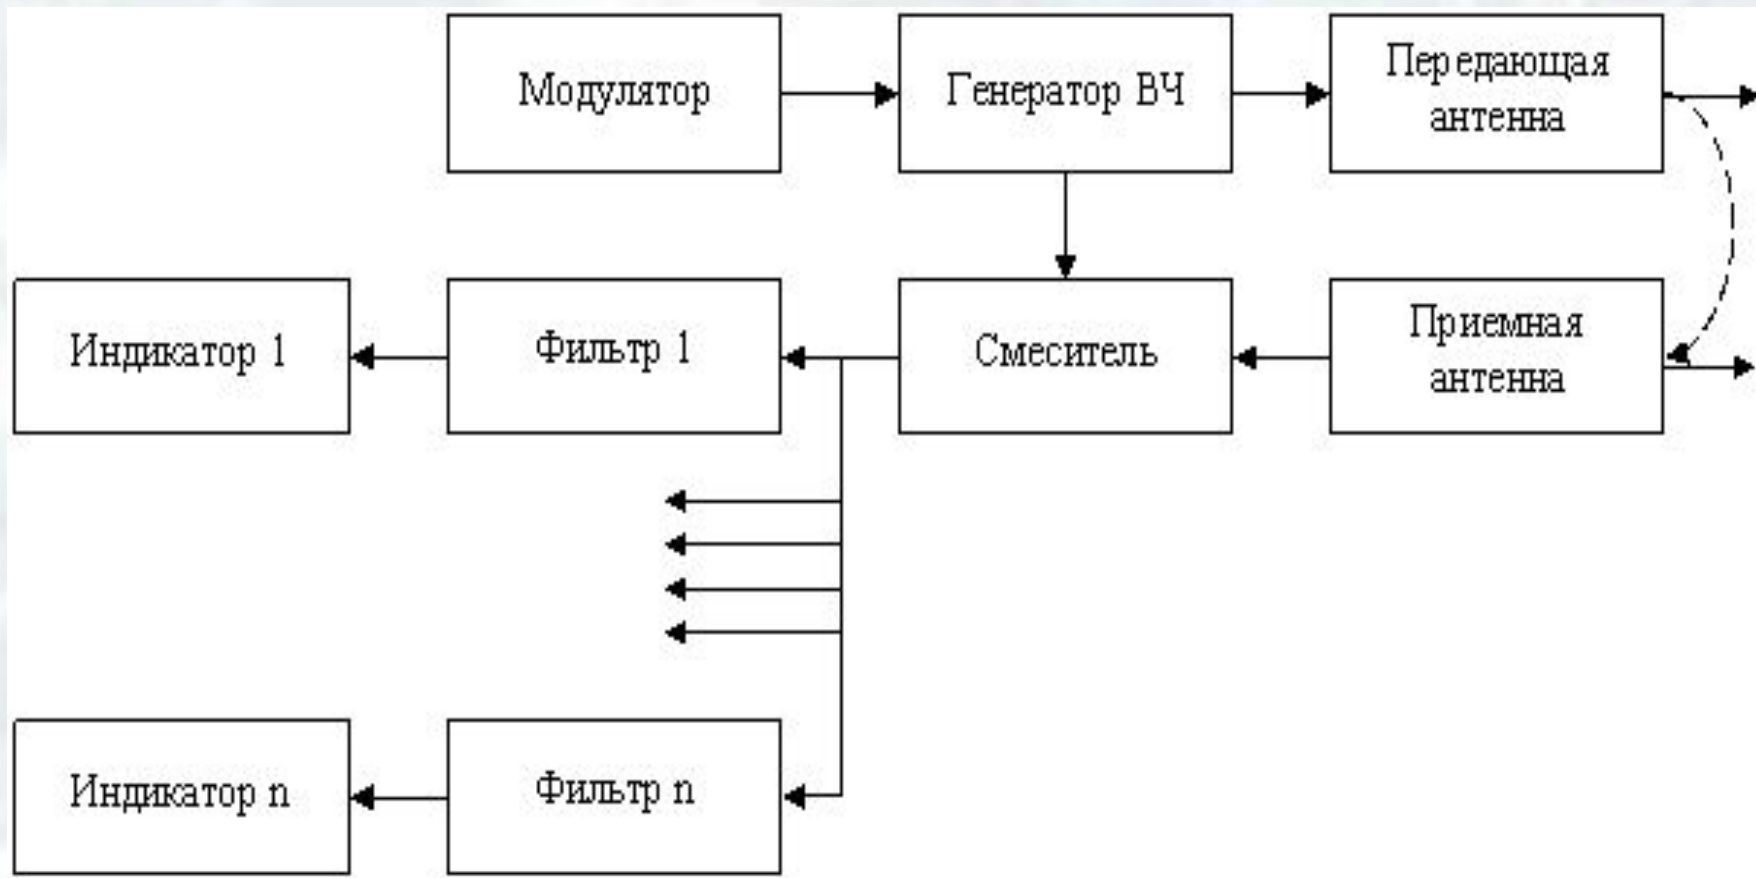 Модулятор
Генератор ВЧ
Передающая
антенна
Индикатор 1
Фильтр 1
Смеситель
Приемная
антенна
Индикатор n
Фильтр n